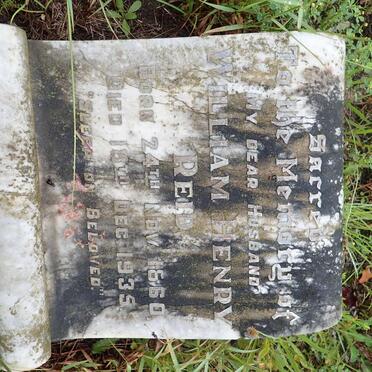 Sacred
To the Memory of
MY DEAR HUSBAND
WILLIAM HENRY
REID
BORN 24TH NOV. 1860
DIED 19TH DEC. 1935
BELOVED"